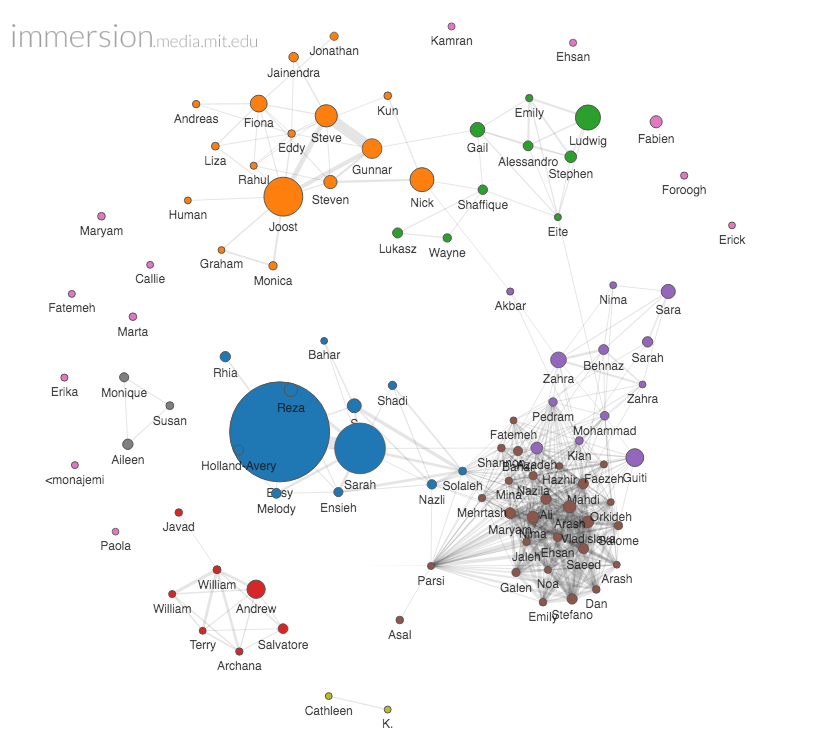 immersion.media.mit.edu
Kamran
Jonathan
Ehsan
Jainendra
Andreas
Fiona
Steve
Kun
Emily
Ludwig
Fabien
Eddy
Gail
Alessandro
Liza
Gunnar
Stephen
Rahul
Steven
Nick
Foroogh
Human
Joost
Shaffique
Maryam
Eite
Erick
Graham
Lukasz
Wayne
Monica
Callie
Fatemeh
Akbar
Nima
Sara
Marta
Bahar
Rhia
Behnaz
Sarah
Zahra
Erika
Monique
Shadi
Zahra
Reza
S.
Susan
Pedram
Mohammad
Fatemeh
Aileen
Kian
Holland-Avery
Shannon
Azadeh
<monajemi
Sarah
Solaleh
Hazhir
Faezeh
Guiti
Melody
Ensieh
Nazli
Mina
Nazila
Mahdi
Mehrtash
Ali
Orkideh
Javad
Arash
Maryam
Nima
Vladislava
Salome
Paola
Jaleh
Ehsan
Saeed
Parsi
Galen
Noa
Arash
William
William
Andrew
Dan
Emily
Stefano
Terry
Salvatore
Asal
Archana
Cathleen
K.